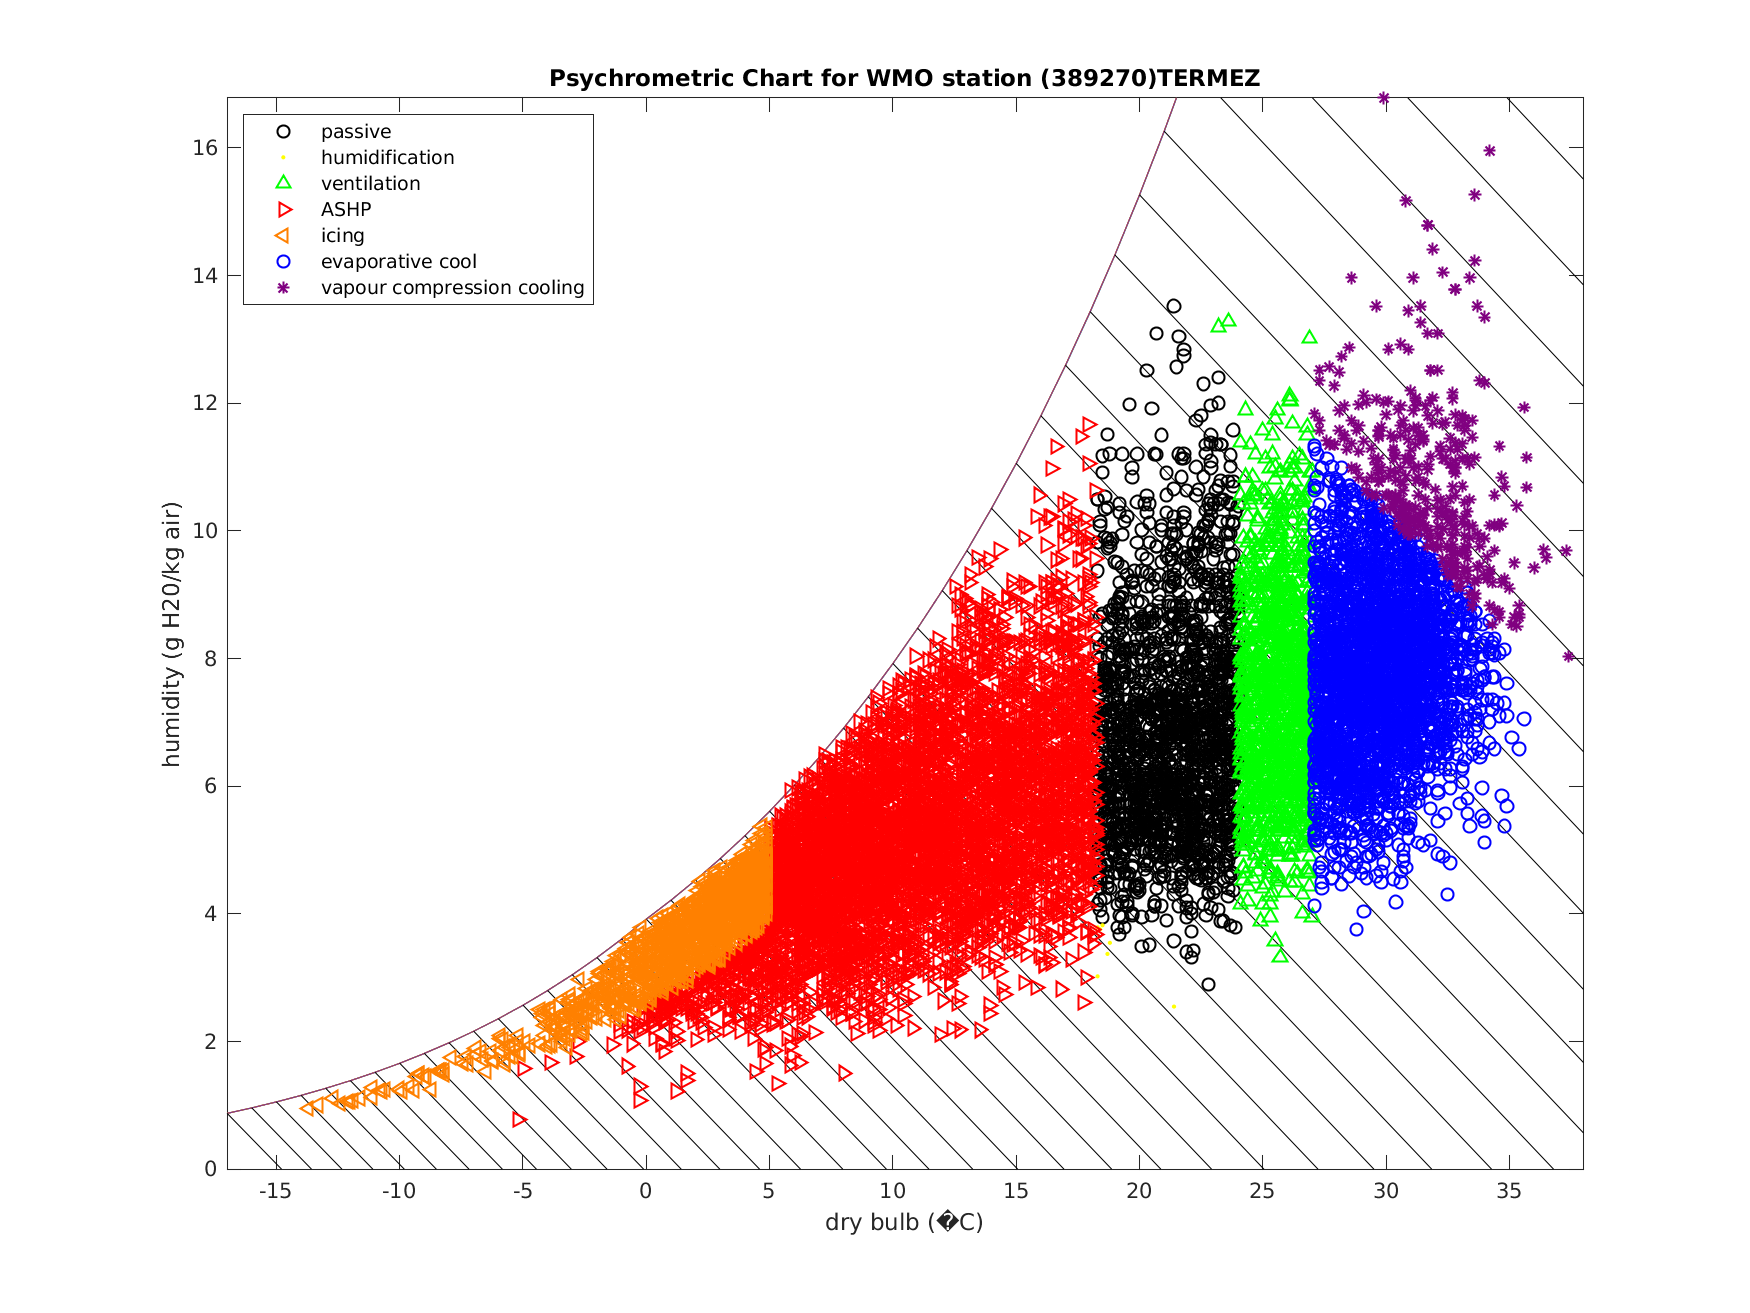 Psychrometric Chart for WMO station (389270)TERMEZ
passive
humidification
ventilation
ASHP
icing
evaporative cool
vapour compression cooling
humidity (g H20/kg air)
16
14
12
10
8
6
4
2
0
-15 -10 -5 0 5 10 15 20 25 30 35
dry bulb (�C)